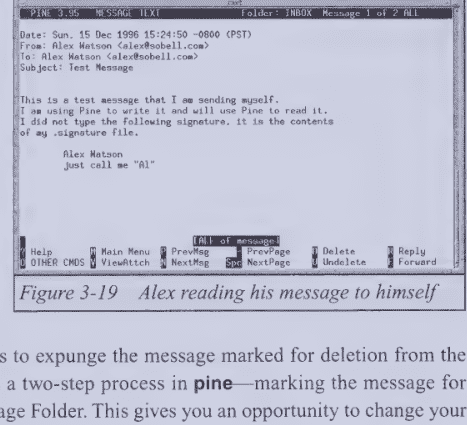 PINE 3.95 MESSAGE TEXT Folder: INBOX Message 1 of 2 ALL
Date: Sun, 15 Dec 1996 15:24:50 -0800 (PST)
From: Alex Watson <alex@sobell.com>
To: Alex Watson <alex@sobell.com>
Subject: Test Message
This is a test message that I am sending myself.
I am using Pine to write it and will use Pine to read it.
I did not type the following signature, it is the contents
of my .signature file.
Alex Watson
just call me "Al"
[ALL of message]
? Help M Main Menu P PrevMsg - PrevPage D Delete R Reply
O OTHER CMDS V ViewAttch N NextMsg Spc NextPage U Undelete F Forward
Figure 3-19 Alex reading his message to himself
s to expunge the message marked for deletion from the
a two-step process in pine—marking the message for
age Folder. This gives you an opportunity to change your